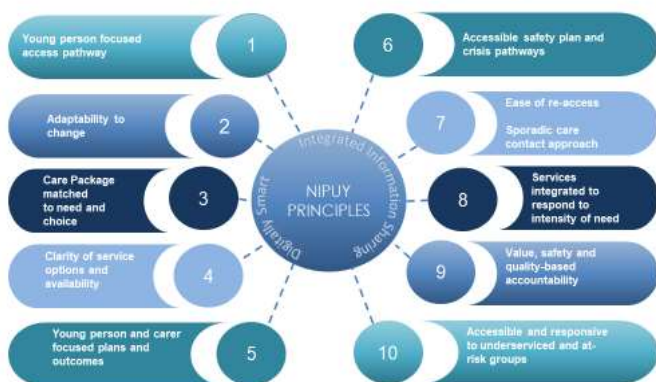 Young person focused
access pathway
1
Adaptability to
change
2
Care Package
matched
to need and
choice
3
Clarity of service
options and
availability
4
Young person and carer
focused plans and
outcomes
5
Integrated Information Sharing
Digitally Smart
NIPUY
PRINCIPLES
6
Accessible safety plan and
crisis pathways
7
Ease of re-access
Sporadic care
contact approach
8
Services
integrated to
respond to
intensity of need
9
Value, safety and
quality-based
accountability
10
Accessible and responsive
to underserviced and at-
risk groups